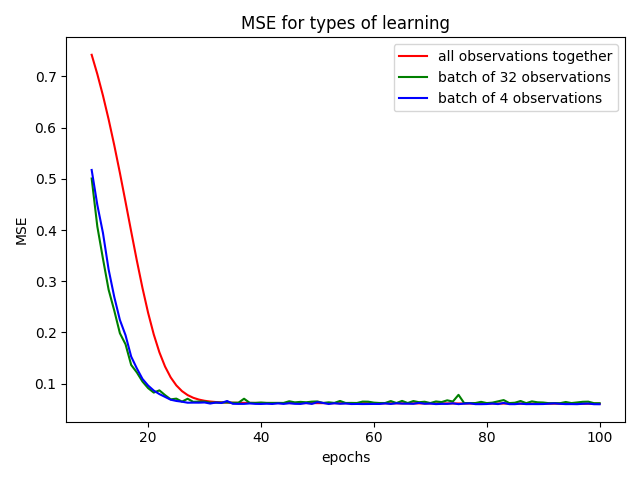 MSE for types of learning
all observations together
batch of 32 observations
batch of 4 observations
MSE
0.7
0.6
0.5
0.4
0.3
0.2
0.1
20 40 60 80 100
epochs